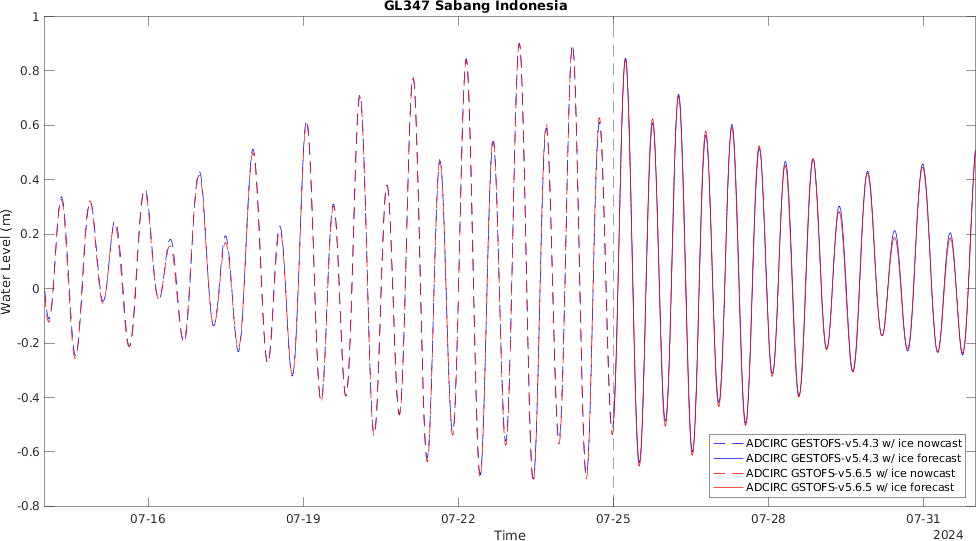 GL347 Sabang Indonesia
1
0.8
0.6
0.4
0.2
0
-0.2
-0.4
-0.6
-0.8
Water Level (m)
07-16 07-19 07-22 07-25 07-28 07-31
Time
2024
ADCIRC GESTOFS-v5.4.3 w/ ice nowcast
ADCIRC GESTOFS-v5.4.3 w/ ice forecast
ADCIRC GSTOFS-v5.6.5 w/ ice nowcast
ADCIRC GSTOFS-v5.6.5 w/ ice forecast